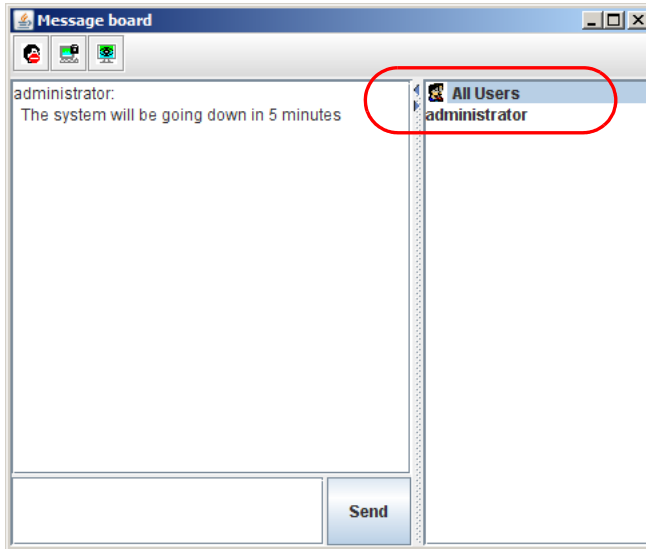 Message board
administrator:
The system will be going down in 5 minutes
All Users
administrator
Send